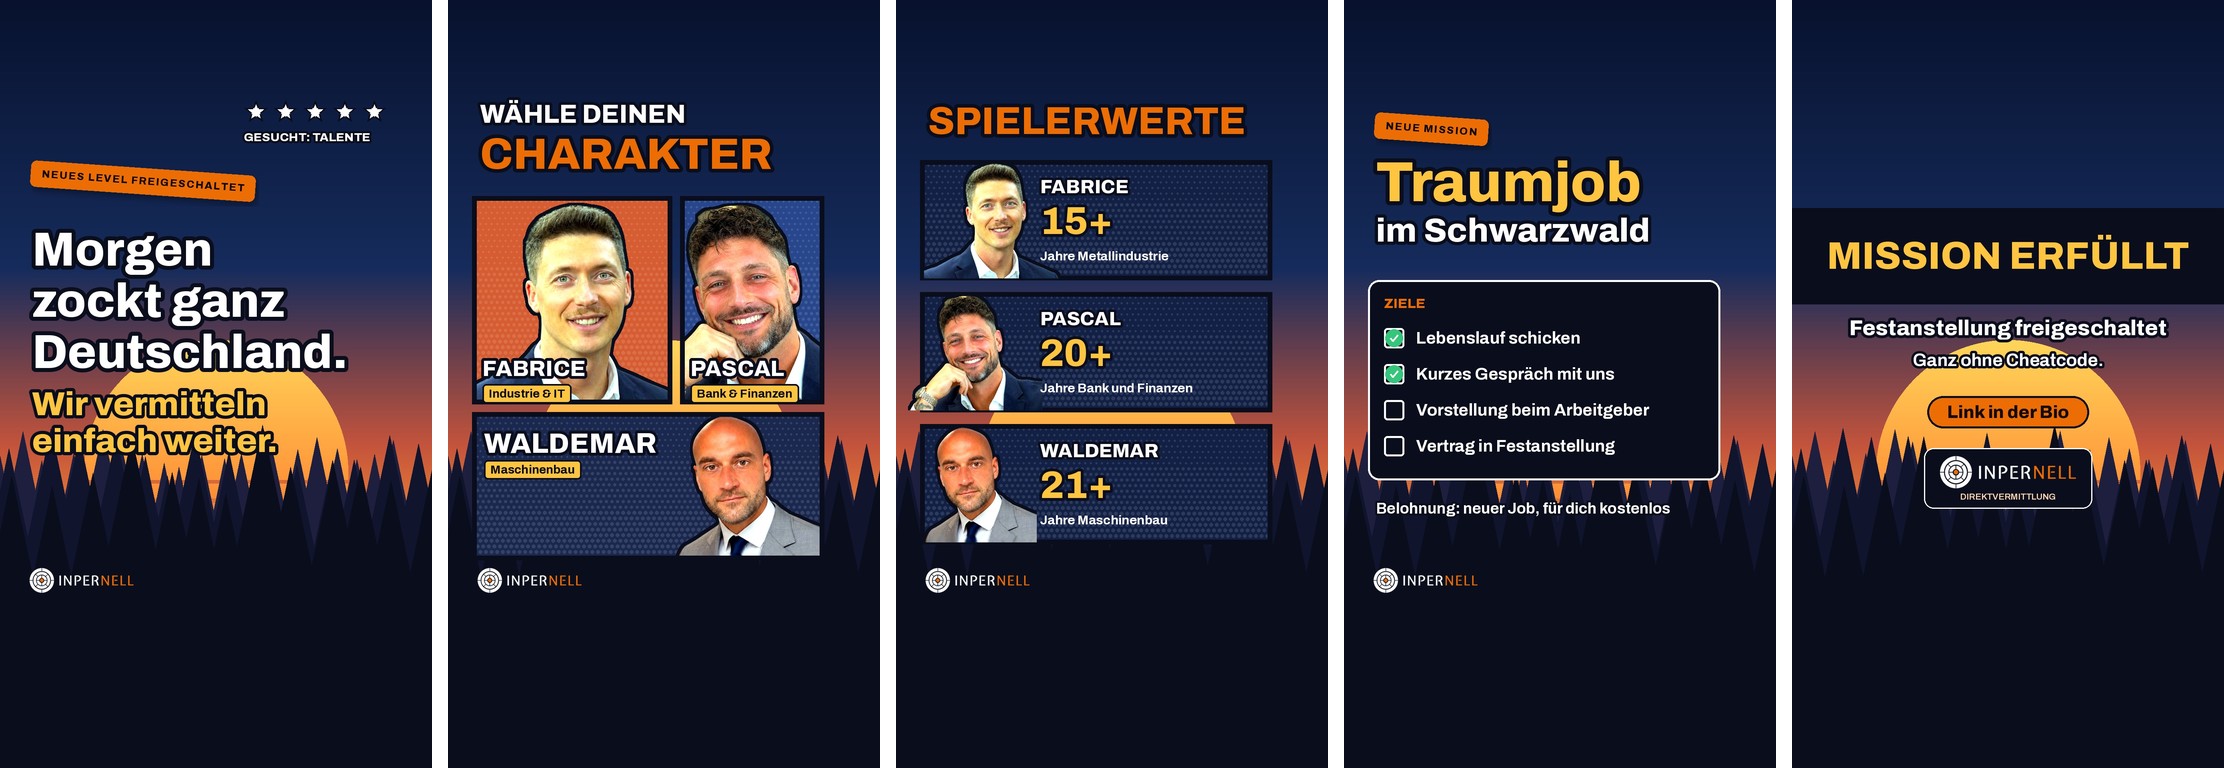 GESUCHT: TALENTE
NEUES LEVEL FREIGESCHALTET
Morgen
zockt ganz
Deutschland.
Wir vermitteln
einfach weiter.
INPERNELL
WÄHLE DEINEN
CHARAKTER
FABRICE
Industrie & IT
PASCAL
Bank & Finanzen
WALDEMAR
Maschinenbau
INPERNELL
SPIELERWERTE
FABRICE
15+
Jahre Metallindustrie
PASCAL
20+
Jahre Bank und Finanzen
WALDEMAR
21+
Jahre Maschinenbau
INPERNELL
NEUE MISSION
Traumjob
im Schwarzwald
ZIELE
Lebenslauf schicken
Kurzes Gespräch mit uns
Vorstellung beim Arbeitgeber
Vertrag in Festanstellung
Belohnung: neuer Job, für dich kostenlos
INPERNELL
MISSION ERFÜLLT
Festanstellung freigeschaltet
Ganz ohne Cheatcode.
Link in der Bio
INPERNELL
DIREKTVERMITTLUNG